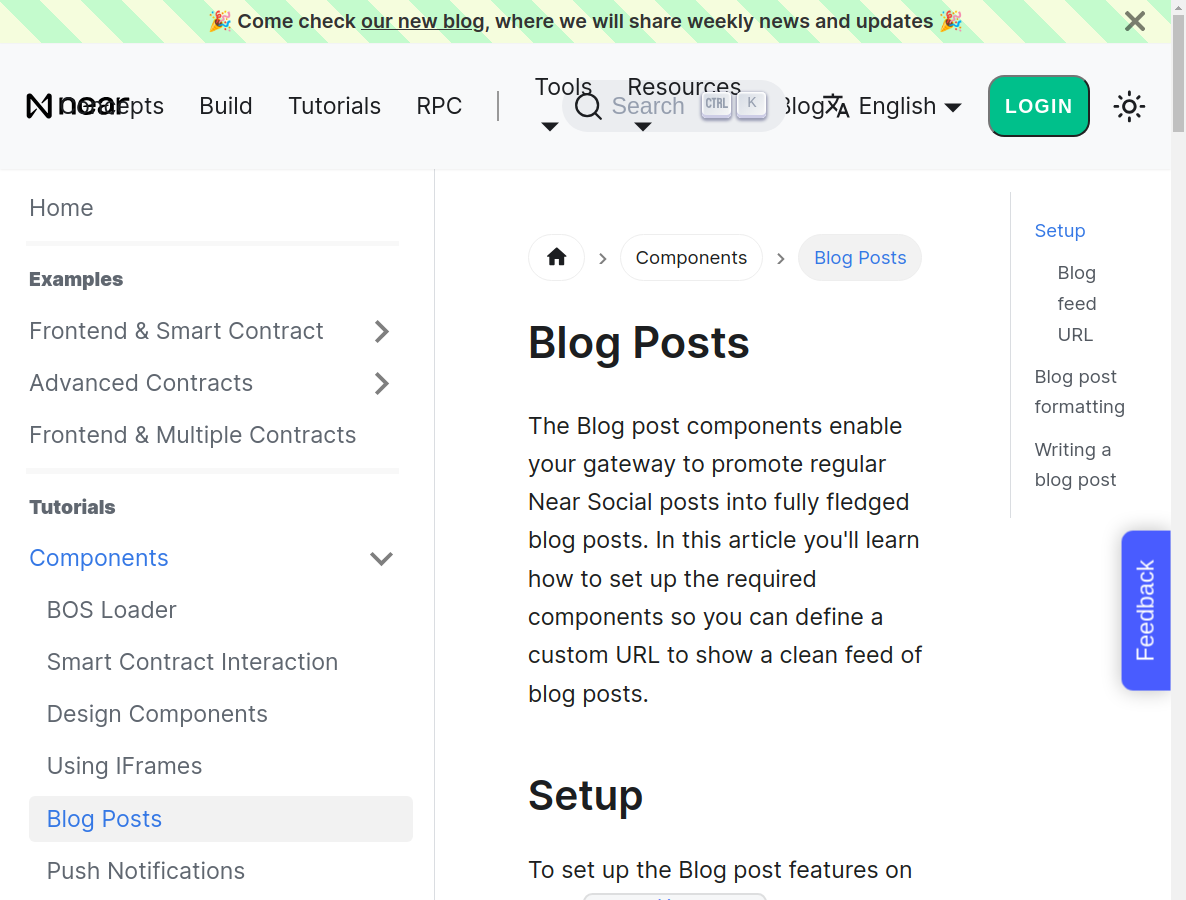 🎉 Come check our new blog, where we will share weekly news and updates 🎉
near
Concepts
Build
Tutorials
RPC
Tools
Resources
Search
CTRL
K
Blog
English
LOGIN
Home
Examples
Frontend & Smart Contract
Advanced Contracts
Frontend & Multiple Contracts
Tutorials
Components
BOS Loader
Smart Contract Interaction
Design Components
Using IFrames
Blog Posts
Push Notifications
Components
Blog Posts
Blog Posts
The Blog post components enable
your gateway to promote regular
Near Social posts into fully fledged
blog posts. In this article you'll learn
how to set up the required
components so you can define a
custom URL to show a clean feed of
blog posts.
Setup
To set up the Blog post features on
Setup
Blog
feed
URL
Blog post
formatting
Writing a
blog post
Feedback